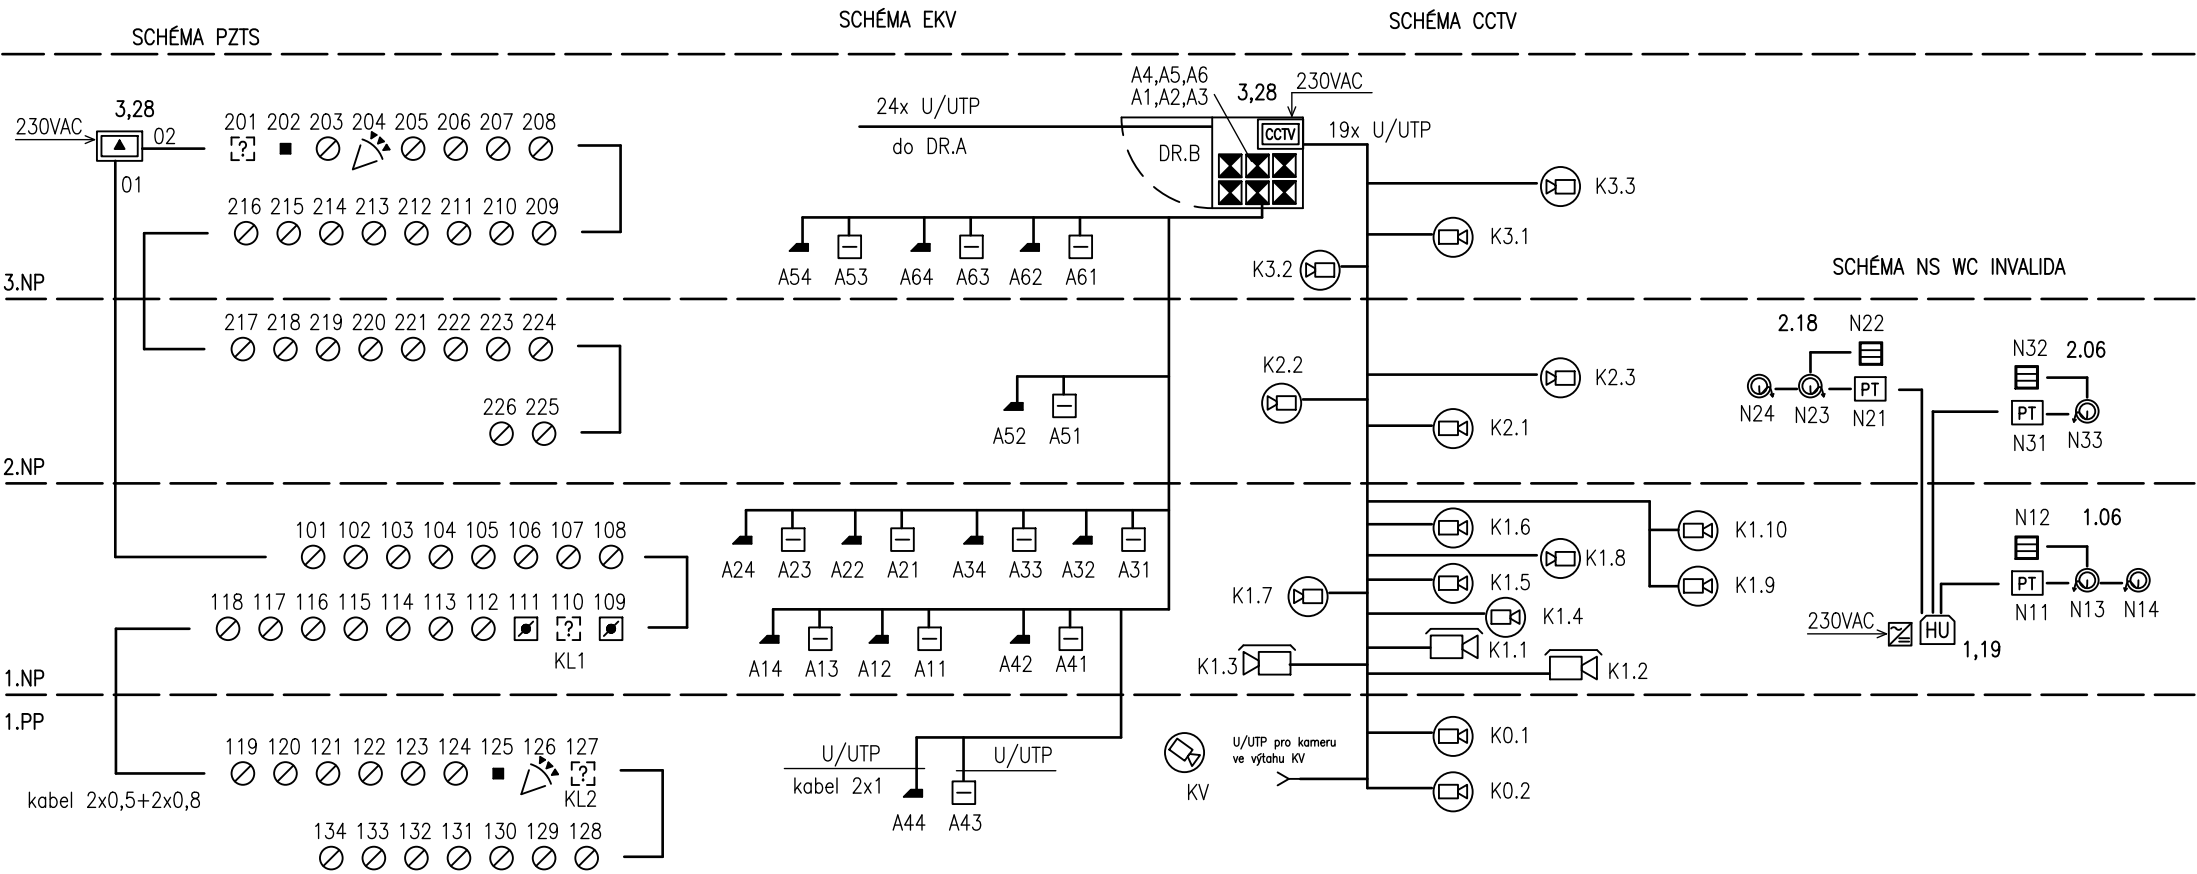 SCHÉMA PZTS
SCHÉMA EKV
SCHÉMA CCTV
3,28
230VAC
02
01
201 202 203 204 205 206 207 208
?
216 215 214 213 212 211 210 209
3.NP
217 218 219 220 221 222 223 224
226 225
2.NP
101 102 103 104 105 106 107 108
118 117 116 115 114 113 112 111 110 109
?
KL1
1.NP
1.PP
119 120 121 122 123 124 125 126 127
?
KL2
kabel 2x0,5+2x0,8
134 133 132 131 130 129 128
24x U/UTP
do DR.A
A4,A5,A6
A1,A2,A3
3,28
230VAC
CCTV
DR.B
19x U/UTP
A54 A53 A64 A63 A62 A61
A52 A51
A24 A23 A22 A21 A34 A33 A32 A31
A14 A13 A12 A11 A42 A41
U/UTP
kabel 2x1
U/UTP
A44 A43
K3.3
K3.1
K3.2
K2.2
K2.3
K2.1
K1.6
K1.10
K1.8
K1.5
K1.9
K1.7
K1.4
K1.1
K1.3
K1.2
K0.1
U/UTP pro kameru
ve výtahu KV
KV
K0.2
SCHÉMA NS WC INVALIDA
2.18 N22
PT
N24 N23 N21
N32 2.06
PT
N31 N33
N12 1.06
PT
N11 N13 N14
230VAC
HU
1,19